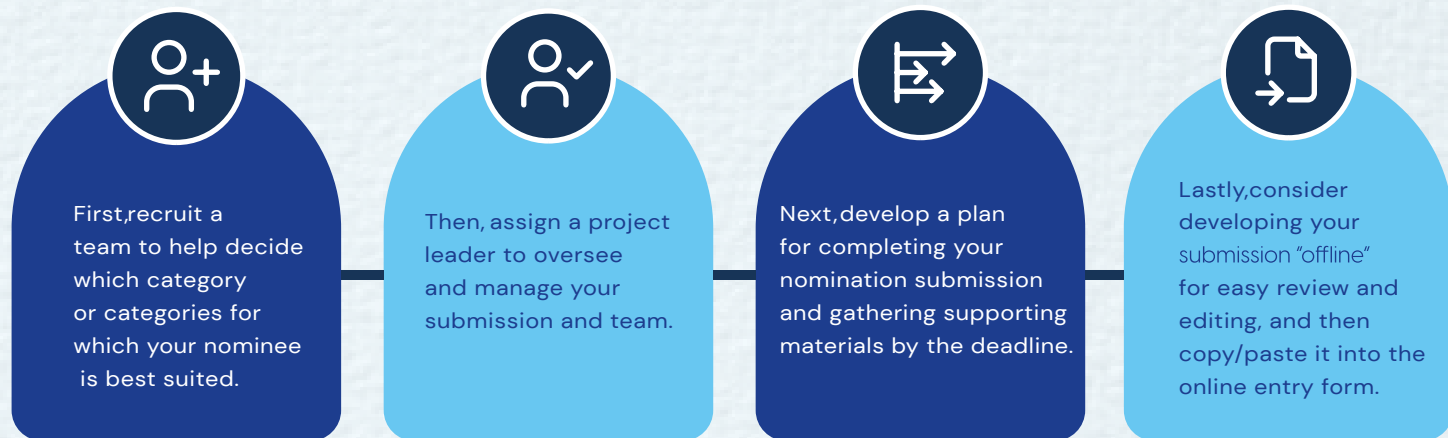 First,recruit a
team to help decide
which category
or categories for
which your nominee
is best suited.
Then, assign a project
leader to oversee
and manage your
submission and team.
Next,develop a plan
for completing your
nomination submission
and gathering supporting
materials by the deadline.
Lastly,consider
developing your
submission “offline”
for easy review and
editing, and then
copy/paste it into the
online entry form.